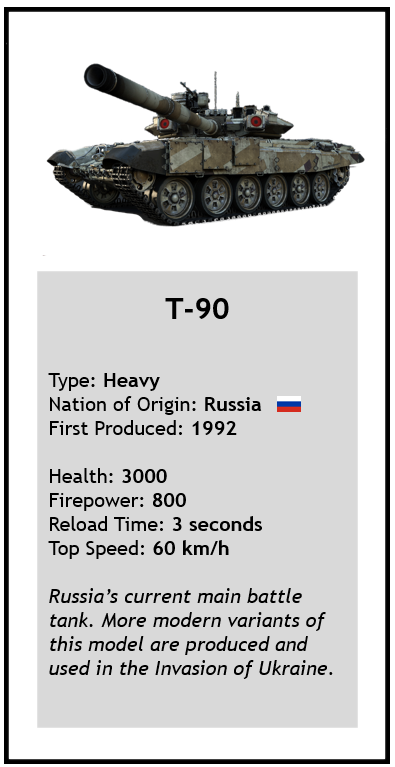 T-90
Type: Heavy
Nation of Origin: Russia
First Produced: 1992
Health: 3000
Firepower: 800
Reload Time: 3 seconds
Top Speed: 60 km/h
Russia’s current main battle
tank. More modern variants of
this model are produced and
used in the Invasion of Ukraine.